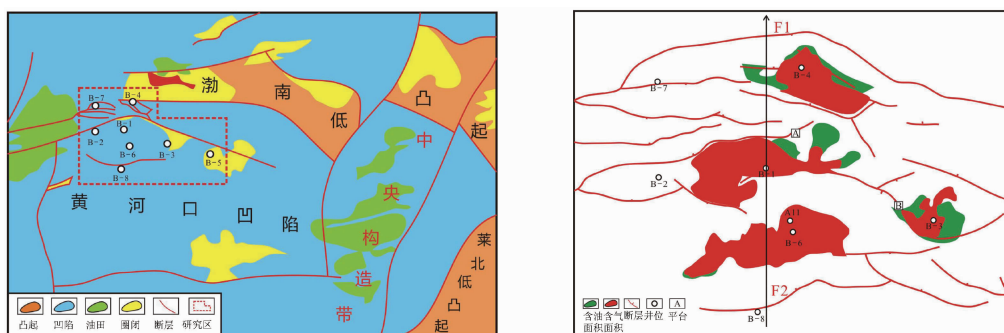 渤南低凸起
凸起
B-7
B-4
B-1
B-2
B-3
B-6
B-5
B-8
黄河口凹陷
中央构造带
莱北低凸起
凸起
凹陷
油田
圈闭
断层
研究区
F1
B-4
B-7
A
B-1
B-2
B
A11
B-3
B-6
F2
B-8
A
含油面积
含气面积
断层
井位
平台